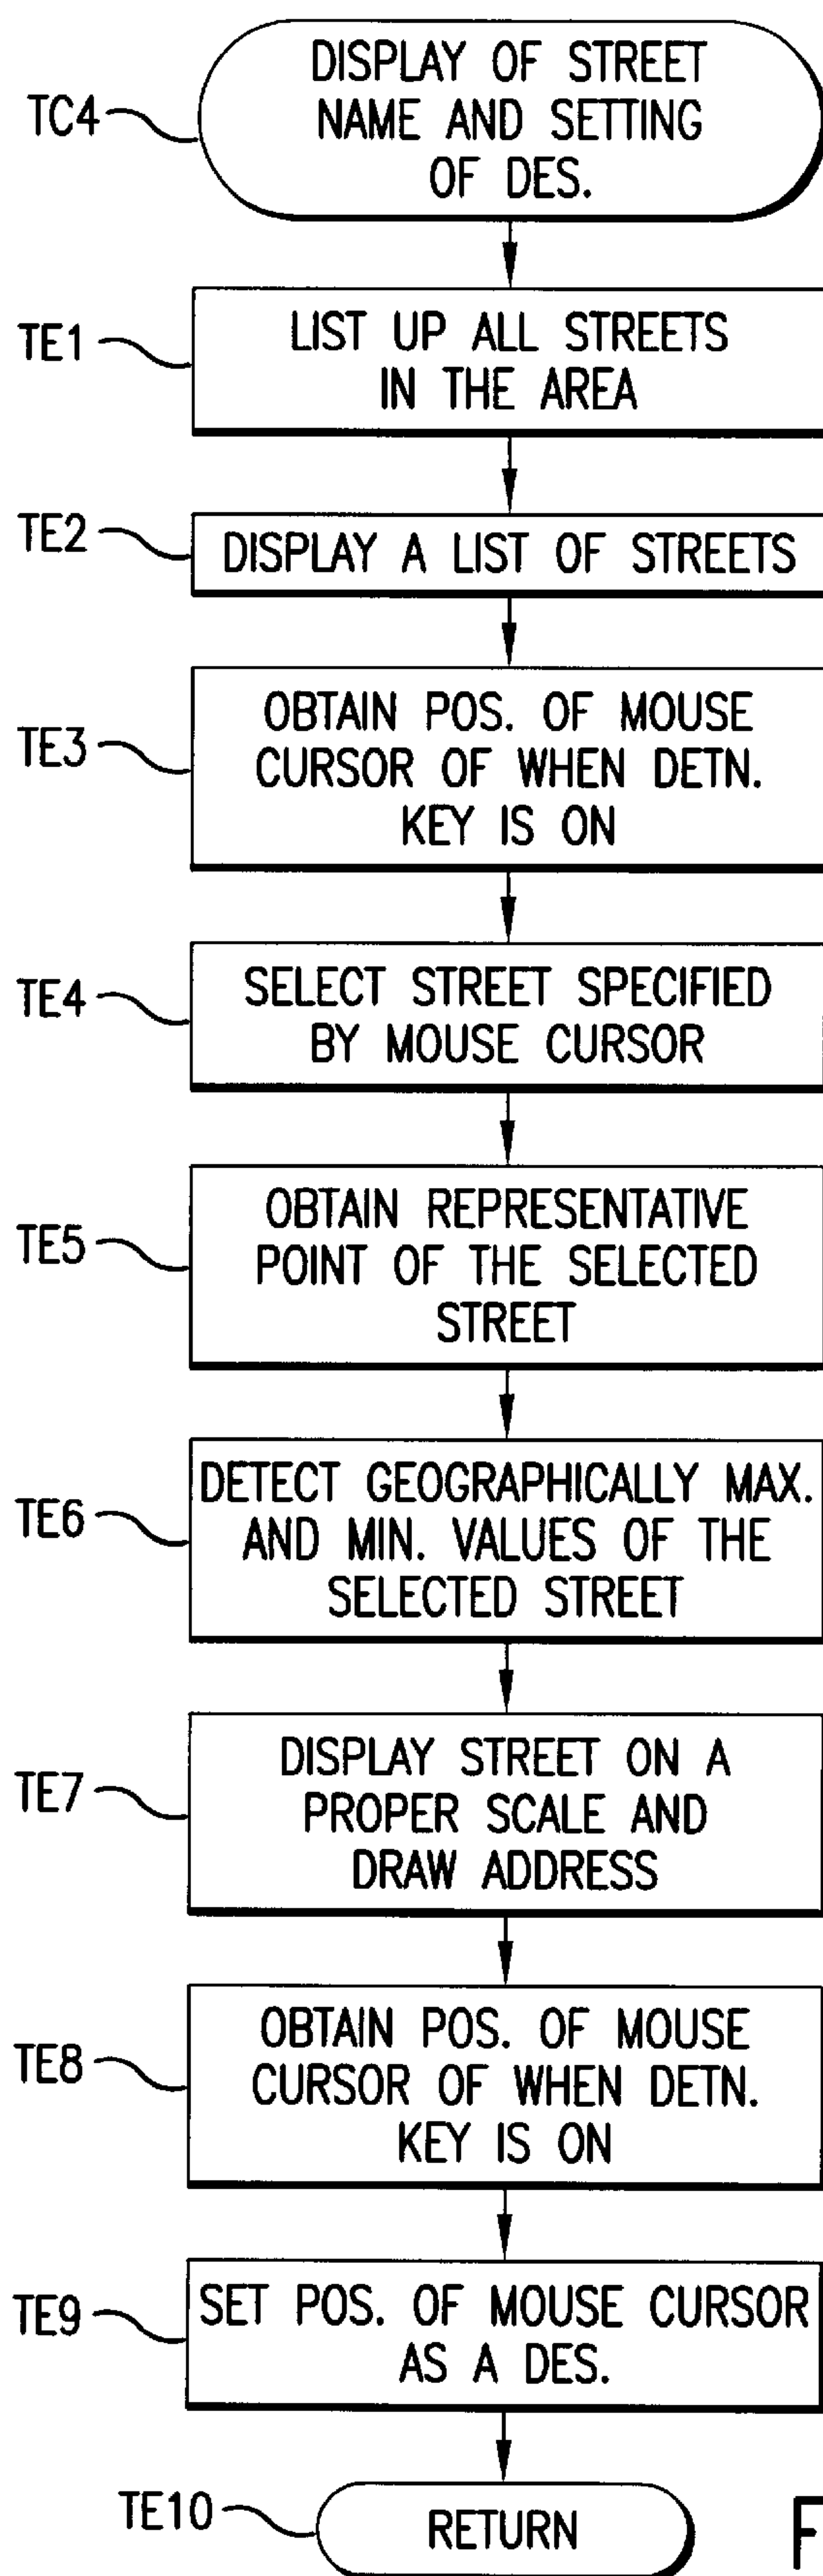 TC4
DISPLAY OF STREET
NAME AND SETTING
OF DES.
TE1
LIST UP ALL STREETS
IN THE AREA
TE2
DISPLAY A LIST OF STREETS
TE3
OBTAIN POS. OF MOUSE
CURSOR OF WHEN DETN.
KEY IS ON
TE4
SELECT STREET SPECIFIED
BY MOUSE CURSOR
TE5
OBTAIN REPRESENTATIVE
POINT OF THE SELECTED
STREET
TE6
DETECT GEOGRAPHICALLY MAX.
AND MIN. VALUES OF THE
SELECTED STREET
TE7
DISPLAY STREET ON A
PROPER SCALE AND
DRAW ADDRESS
TE8
OBTAIN POS. OF MOUSE
CURSOR OF WHEN DETN.
KEY IS ON
TE9
SET POS. OF MOUSE CURSOR
AS A DES.
TE10
RETURN
F